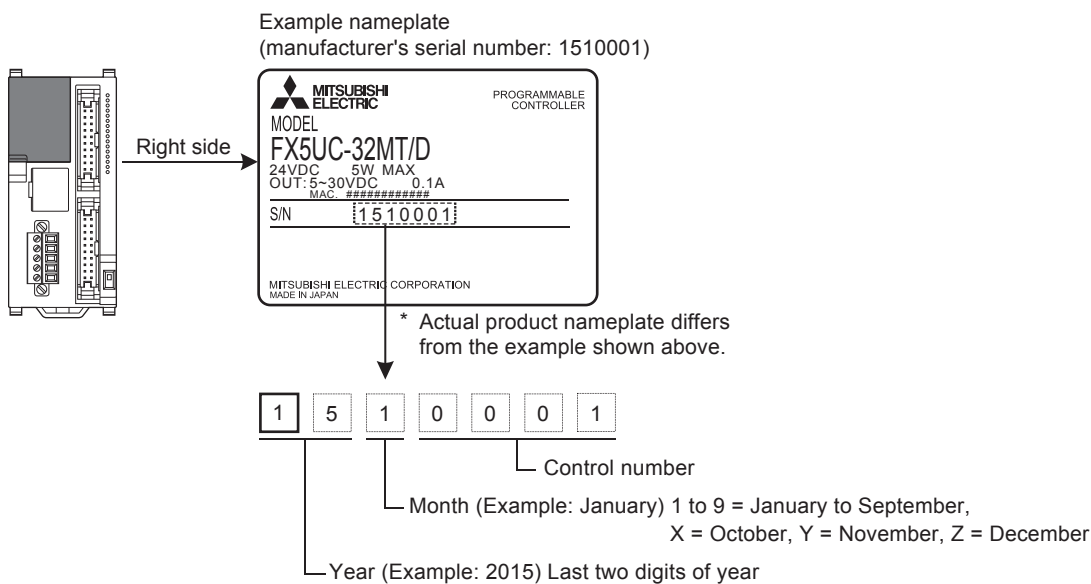 Example nameplate
(manufacturer's serial number: 1510001)
MITSUBISHI
ELECTRIC
PROGRAMMABLE
CONTROLLER
MODEL
FX5UC-32MT/D
24VDC 5W MAX
OUT: 5~30VDC 0.1A
MAC. ############
S/N 1510001
MITSUBISHI ELECTRIC CORPORATION
MADE IN JAPAN
Right side
* Actual product nameplate differs
from the example shown above.
1 5 1 0 0 0 1
Control number
Month (Example: January) 1 to 9 = January to September,
X = October, Y = November, Z = December
Year (Example: 2015) Last two digits of year